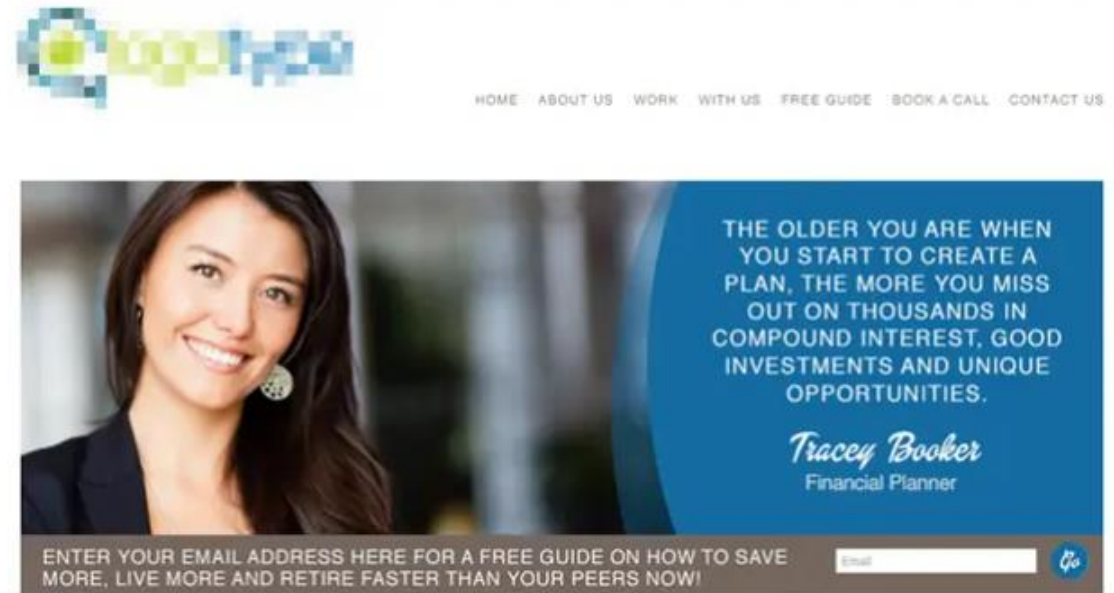 HOME ABOUT US WORK WITH US FREE GUIDE BOOK A CALL CONTACT US
THE OLDER YOU ARE WHEN
YOU START TO CREATE A
PLAN, THE MORE YOU MISS
OUT ON THOUSANDS IN
COMPOUND INTEREST, GOOD
INVESTMENTS AND UNIQUE
OPPORTUNITIES.
Tracey Booker
Financial Planner
ENTER YOUR EMAIL ADDRESS HERE FOR A FREE GUIDE ON HOW TO SAVE
MORE, LIVE MORE AND RETIRE FASTER THAN YOUR PEERS NOW!
Email
Go